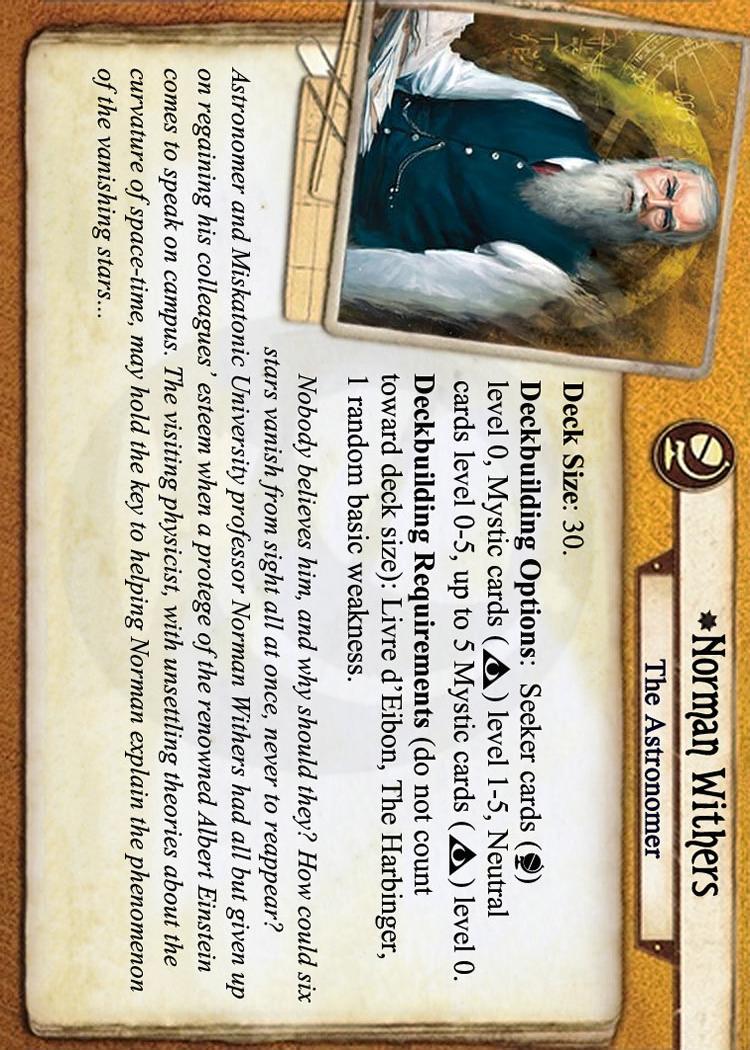 Norman Withers
The Astronomer
Deck Size: 30.
Deckbuilding Options: Seeker cards ( )
level 0, Mystic cards ( ) level 1-5, Neutral
cards level 0-5, up to 5 Mystic cards ( ) level 0.
Deckbuilding Requirements (do not count
toward deck size): Livre d'Eibon, The Harbinger,
1 random basic weakness.
Nobody believes him, and why should they? How could six
stars vanish from sight all at once, never to reappear?
Astronomer and Miskatonic University professor Norman Withers had all but given up
on regaining his colleagues' esteem when a protege of the renowned Albert Einstein
comes to speak on campus. The visiting physicist, with unsettling theories about the
curvature of space-time, may hold the key to helping Norman explain the phenomenon
of the vanishing stars...